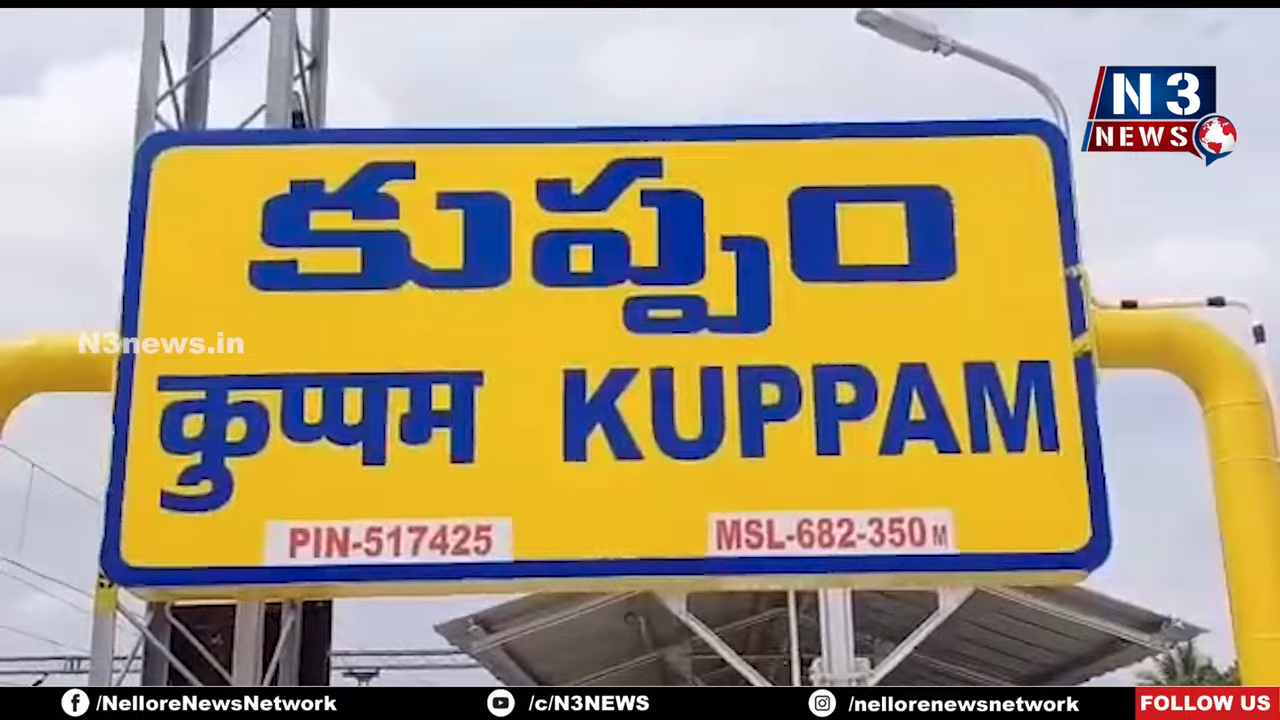 N3
NEWS
కుప్పం
N3news.in
कुप्पम KUPPAM
PIN-517425 MSL-682-350 M
/NelloreNewsNetwork /c/N3NEWS /nellorenewsnetwork FOLLOW US